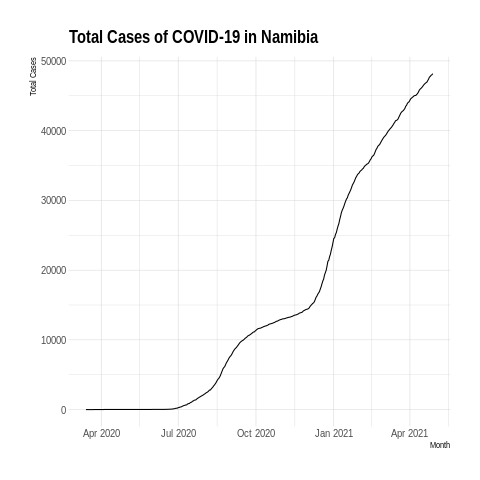 Total Cases of COVID-19 in Namibia
Total Cases
50000
40000
30000
20000
10000
0
Apr 2020 Jul 2020 Oct 2020 Jan 2021 Apr 2021
Month